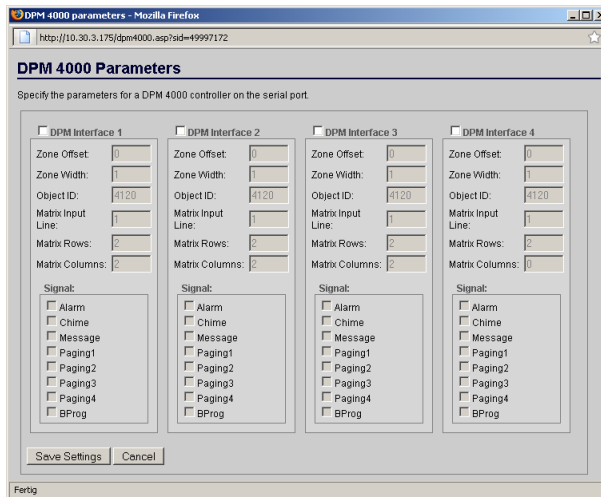 DPM 4000 parameters - Mozilla Firefox
http://10.30.3.175/dpm4000.asp?sid=49997172
DPM 4000 Parameters
Specify the parameters for a DPM 4000 controller on the serial port.
DPM Interface 1
Zone Offset: 0
Zone Width: 1
Object ID: 4120
Matrix Input
Line: 1
Matrix Rows: 2
Matrix Columns: 2
Signal:
Alarm
Chime
Message
Paging1
Paging2
Paging3
Paging4
BProg
DPM Interface 2
Zone Offset: 0
Zone Width: 1
Object ID: 4120
Matrix Input
Line: 1
Matrix Rows: 2
Matrix Columns: 2
Signal:
Alarm
Chime
Message
Paging1
Paging2
Paging3
Paging4
BProg
DPM Interface 3
Zone Offset: 0
Zone Width: 1
Object ID: 4120
Matrix Input
Line: 1
Matrix Rows: 2
Matrix Columns: 2
Signal:
Alarm
Chime
Message
Paging1
Paging2
Paging3
Paging4
BProg
DPM Interface 4
Zone Offset: 0
Zone Width: 1
Object ID: 4120
Matrix Input
Line: 1
Matrix Rows: 2
Matrix Columns: 0
Signal:
Alarm
Chime
Message
Paging1
Paging2
Paging3
Paging4
BProg
Save Settings Cancel
Fertig